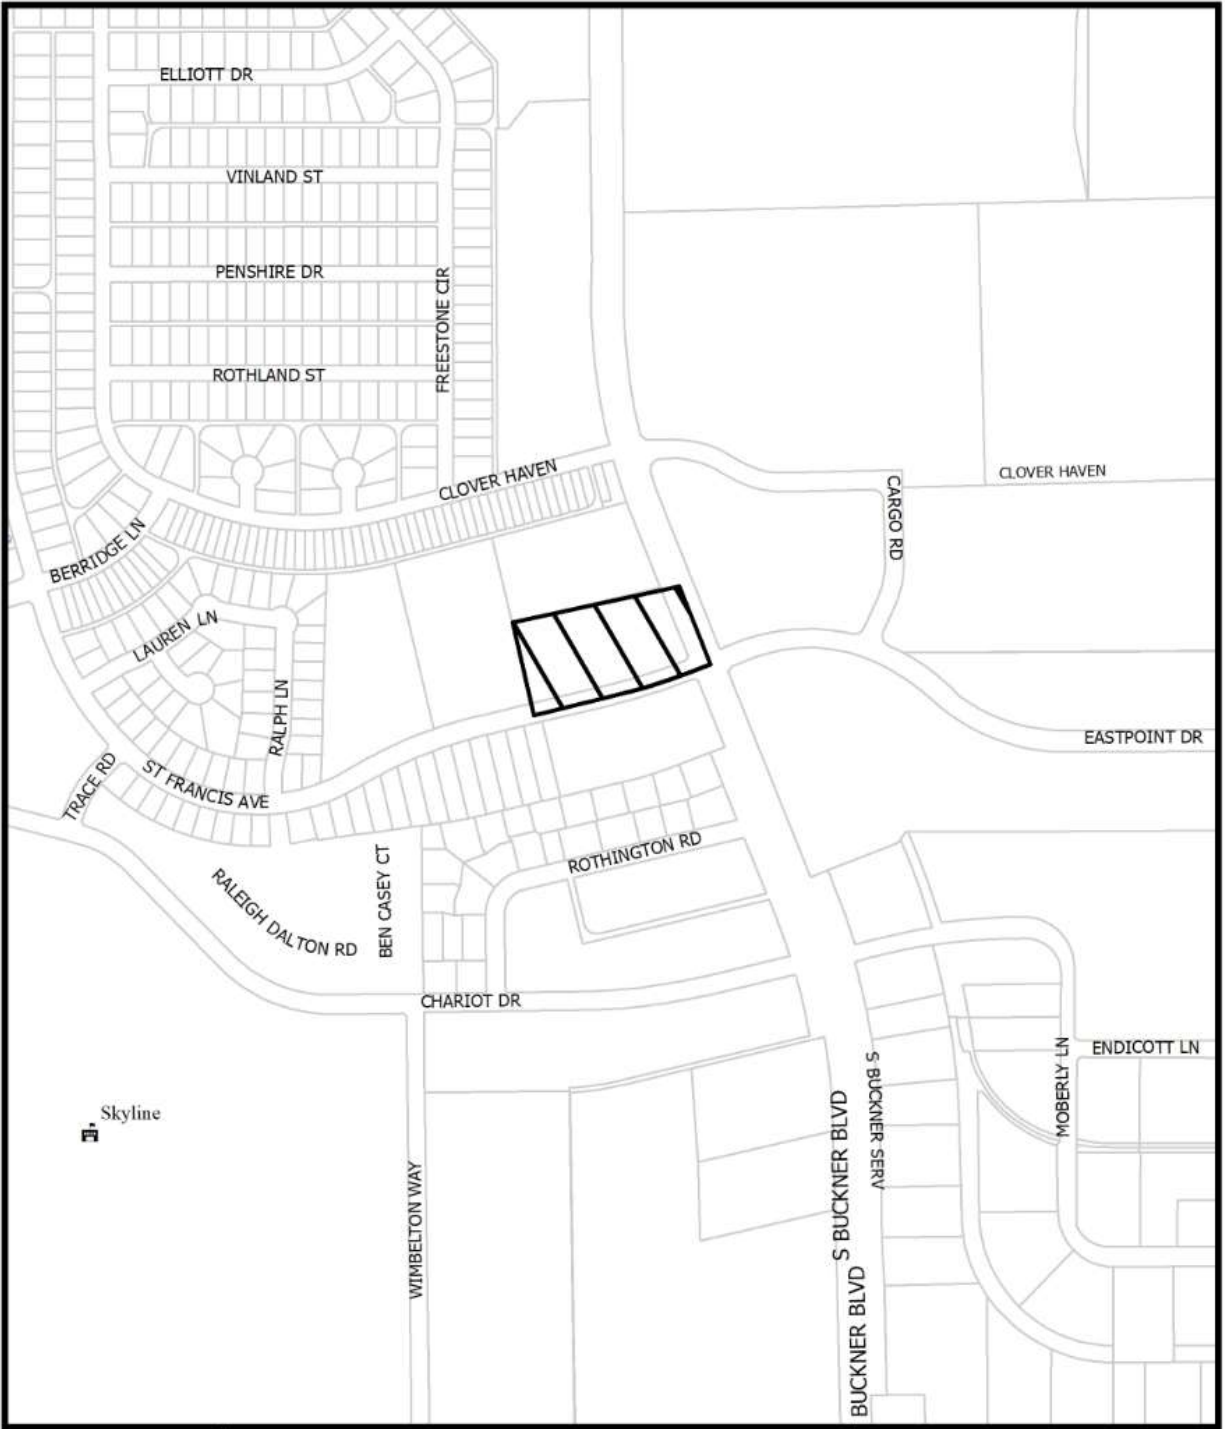 ELLIOTT DR
VINLAND ST
PENSHIRE DR
FREESTONE CIR
ROTHLAND ST
CLOVER HAVEN
CLOVER HAVEN
CARGO RD
BERRIDGE LN
LAUREN LN
RALPH LN
EASTPOINT DR
TRACE RD
ST FRANCIS AVE
ROTHINGTON RD
BEN CASEY CT
RALEIGH DALTON RD
CHARIOT DR
ENDICOTT LN
MOBERLY LN
S BUCKNER SERV
S BUCKNER BLVD
Skyline
WIMBELTON WAY
BUCKNER BLVD